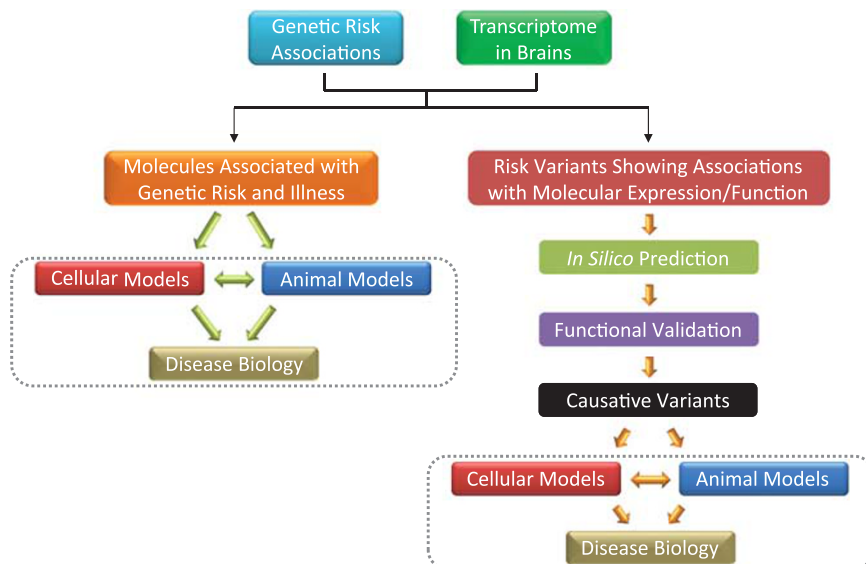 Genetic Risk
Associations
Transcriptome
in Brains
Molecules Associated with
Genetic Risk and Illness
Risk Variants Showing Associations
with Molecular Expression/Function
Cellular Models
Animal Models
Disease Biology
In Silico Prediction
Functional Validation
Causative Variants
Cellular Models
Animal Models
Disease Biology